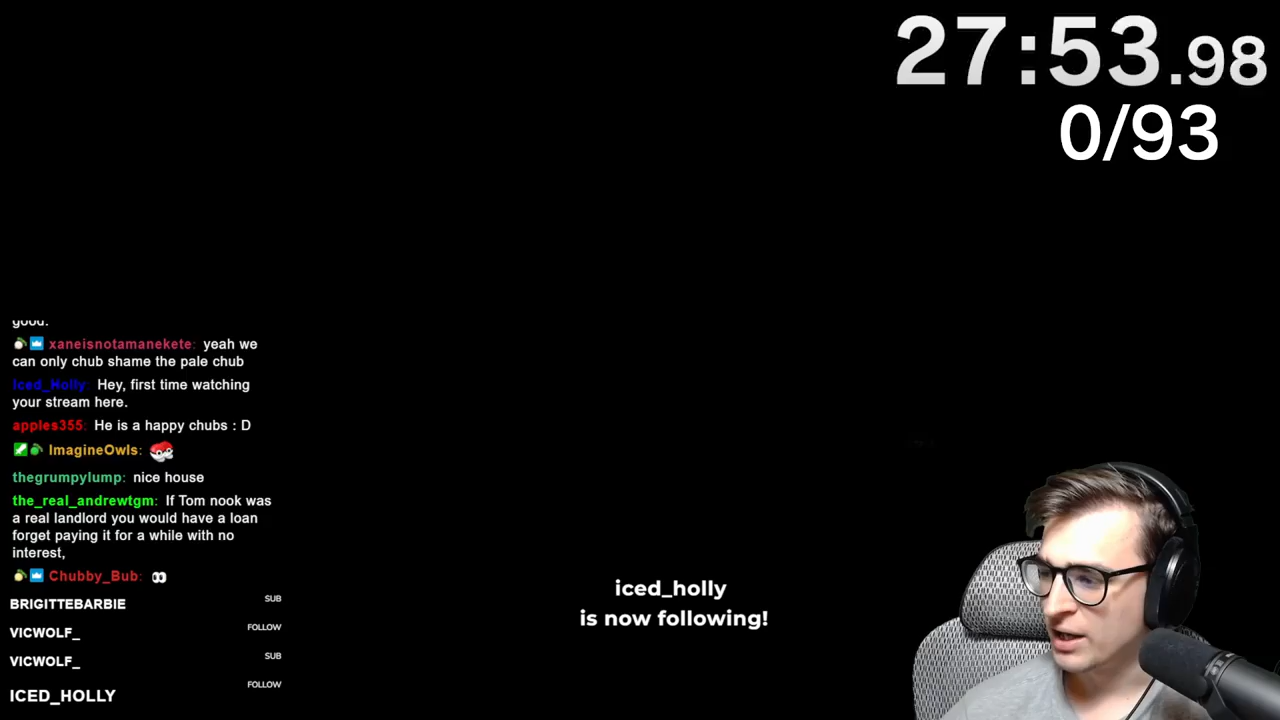 27:53.98
0/93
good.
xaneisnotamanekete: yeah we
can only chub shame the pale chub
Iced_Holly: Hey, first time watching
your stream here.
apples355: He is a happy chubs : D
ImagineOwls:
thegrumpylump: nice house
the_real_andrewtgm: If Tom nook was
a real landlord you would have a loan
forget paying it for a while with no
interest,
Chubby_Bub:
BRIGITTEBARBIE SUB
VICWOLF_ FOLLOW
VICWOLF_ SUB
ICED_HOLLY FOLLOW
iced_holly
is now following!